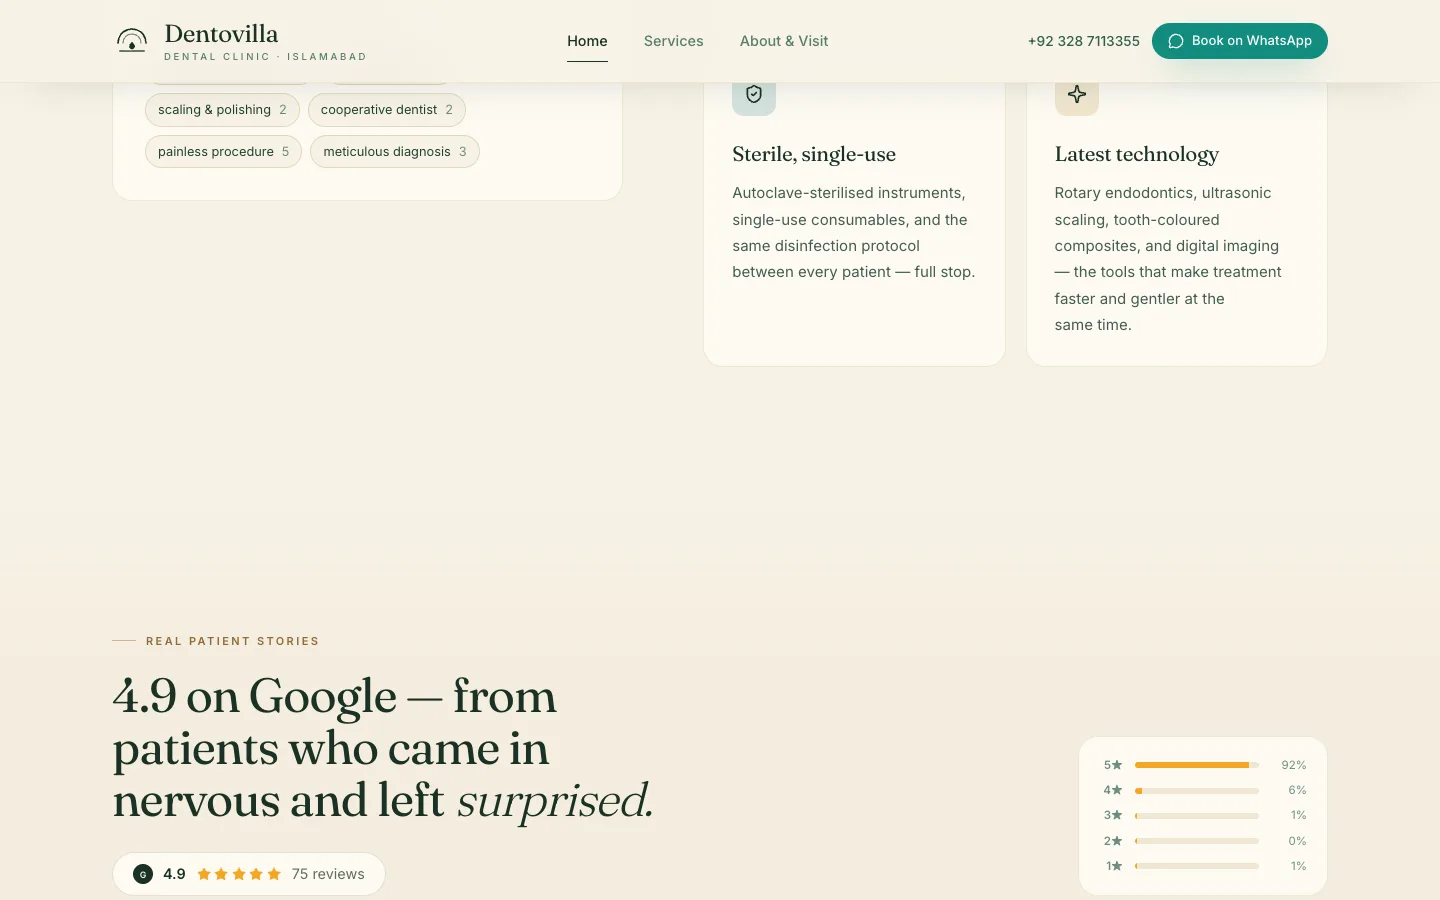 Dentovilla
DENTAL CLINIC · ISLAMABAD
Home
Services
About & Visit
+92 328 7113355
Book on WhatsApp
scaling & polishing 2
cooperative dentist 2
painless procedure 5
meticulous diagnosis 3
Sterile, single-use
Autoclave-sterilised instruments,
single-use consumables, and the
same disinfection protocol
between every patient — full stop.
Latest technology
Rotary endodontics, ultrasonic
scaling, tooth-coloured
composites, and digital imaging
— the tools that make treatment
faster and gentler at the
same time.
REAL PATIENT STORIES
4.9 on Google — from
patients who came in
nervous and left surprised.
G 4.9 ★★★★★ 75 reviews
5★ 92%
4★ 6%
3★ 1%
2★ 0%
1★ 1%